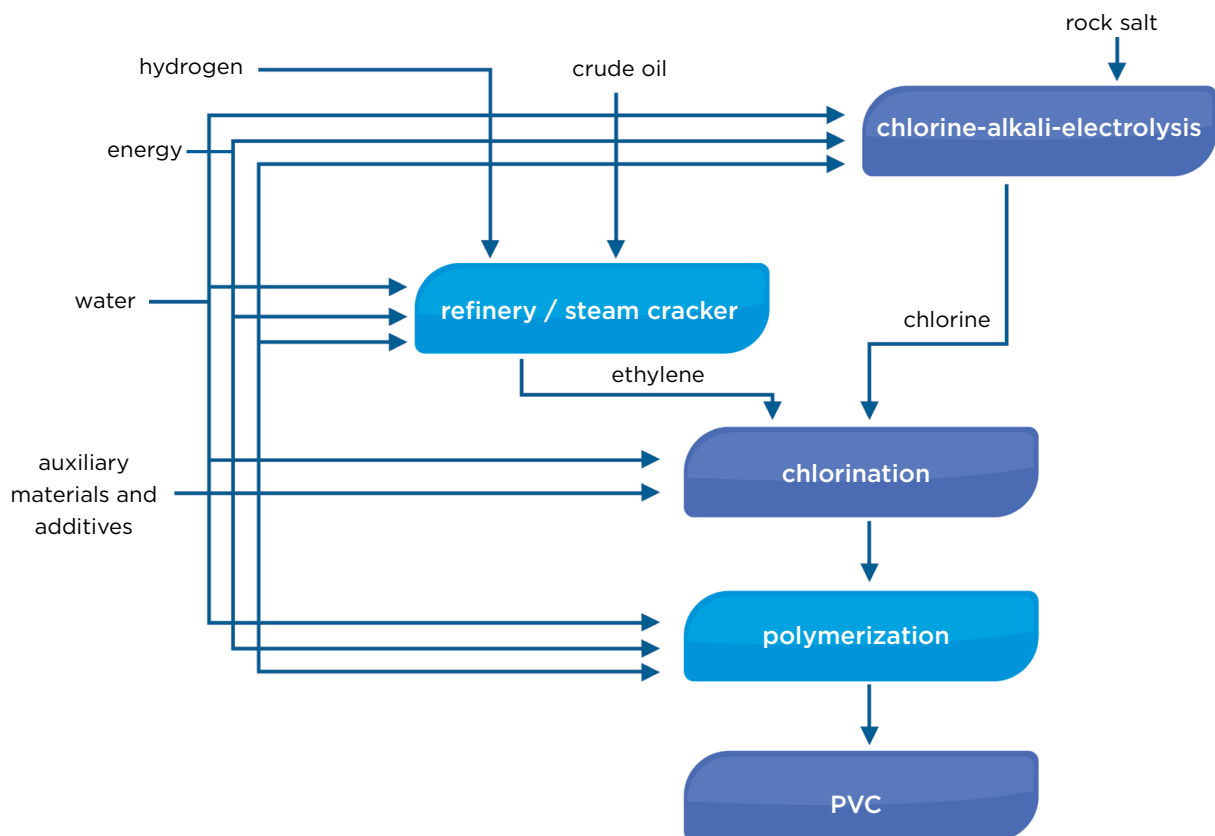 rock salt
hydrogen
crude oil
chlorine-alkali-electrolysis
energy
water
refinery / steam cracker
chlorine
ethylene
auxiliary
materials and
additives
chlorination
polymerization
PVC